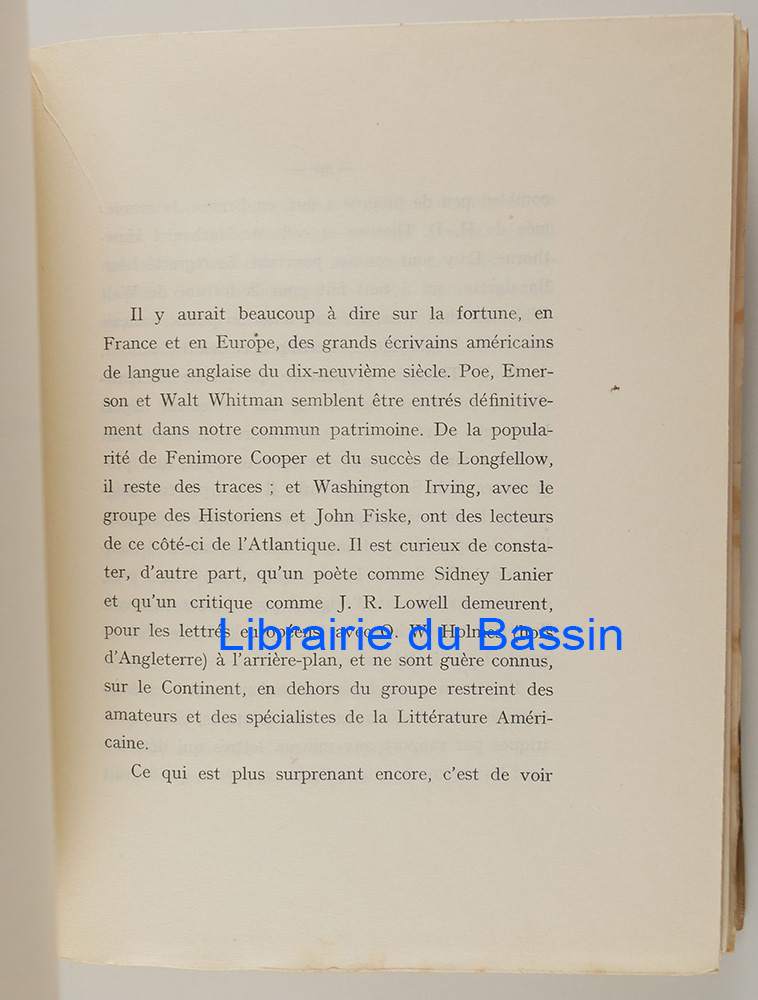 Il y aurait beaucoup à dire sur la fortune, en
France et en Europe, des grands écrivains américains
de langue anglaise du dix-neuvième siècle. Poe, Emer-
son et Walt Whitman semblent être entrés définitive-
ment dans notre commun patrimoine. De la popula-
rité de Fenimore Cooper et du succès de Longfellow,
il reste des traces ; et Washington Irving, avec le
groupe des Historiens et John Fiske, ont des lecteurs
de ce côté-ci de l'Atlantique. Il est curieux de consta-
ter, d'autre part, qu'un poète comme Sidney Lanier
et qu'un critique comme J. R. Lowell demeurent,
pour les lettrés européens avec O. W. Holmes (hors
Librairie du Bassin
d'Angleterre) à l'arrière-plan, et ne sont guère connus,
sur le Continent, en dehors du groupe restreint des
amateurs et des spécialistes de la Littérature Améri-
caine.
Ce qui est plus surprenant encore, c'est de voir